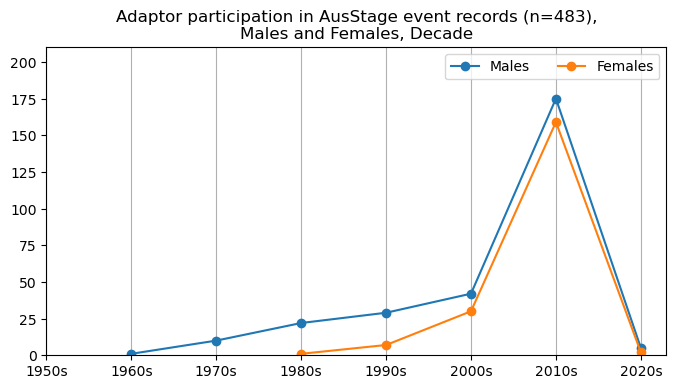 Adaptor participation in AusStage event records (n=483),
Males and Females, Decade
Males
Females
200
175
150
125
100
75
50
25
0
1950s 1960s 1970s 1980s 1990s 2000s 2010s 2020s